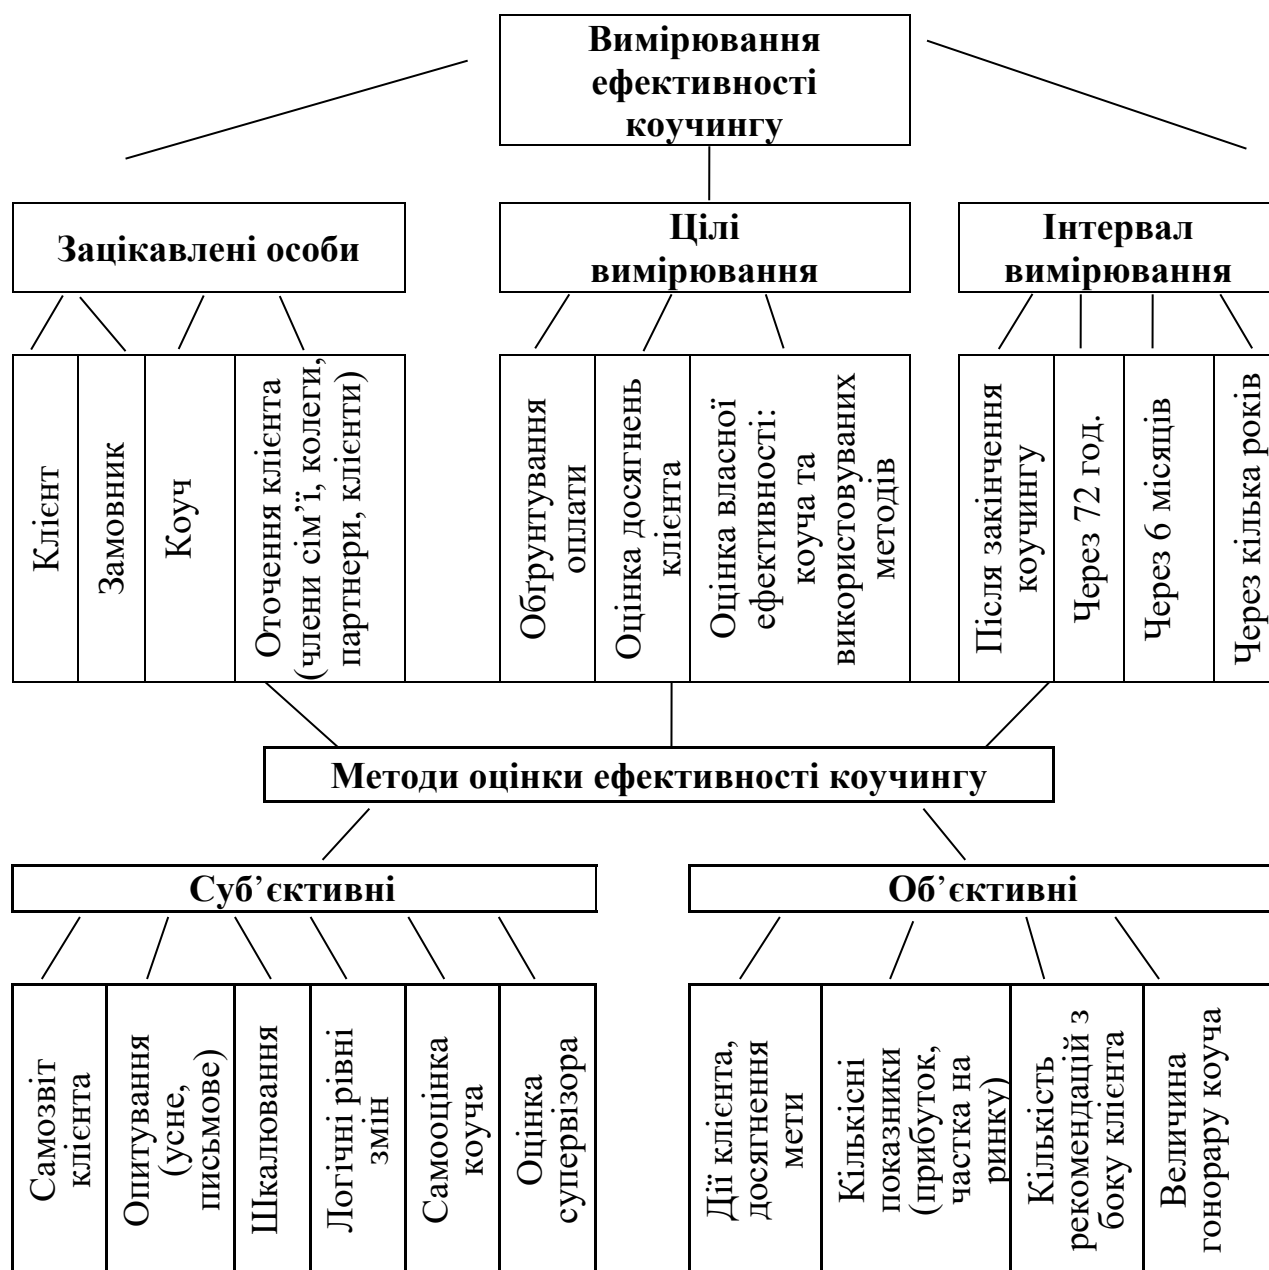 Вимірювання
ефективності
коучингу
Зацікавлені особи
Цілі
вимірювання
Інтервал
вимірювання
Клієнт
Замовник
Коуч
Оточення клієнта
(члени сім’ї, колеги,
партнери, клієнти)
Обґрунтування
оплати
Оцінка досягнень
клієнта
Оцінка власної
ефективності:
коуча та
використовуваних
методів
Після закінчення
коучингу
Через 72 год.
Через 6 місяців
Через кілька років
Методи оцінки ефективності коучингу
Суб’єктивні
Об’єктивні
Самозвіт
клієнта
Опитування
(усне,
письмове)
Шкалювання
Логічні рівні
змін
Самооцінка
коуча
Оцінка
супервізора
Дії клієнта,
досягнення
мети
Кількісні
показники
(прибуток,
частка на
ринку)
Кількість
рекомендацій з
боку клієнта
Величина
гонорару коуча